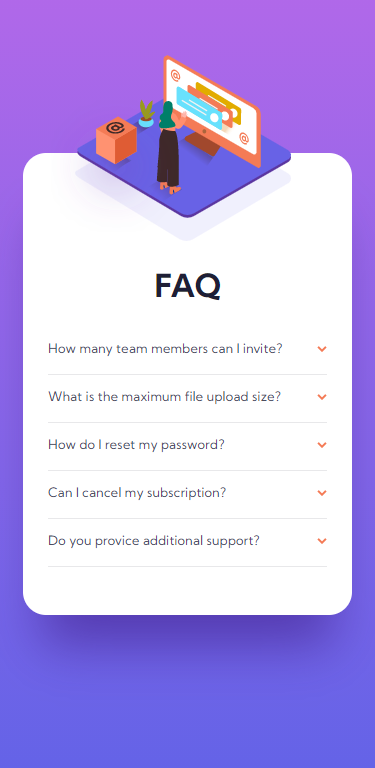 @
@
@
FAQ
How many team members can I invite?
What is the maximum file upload size?
How do I reset my password?
Can I cancel my subscription?
Do you provice additional support?